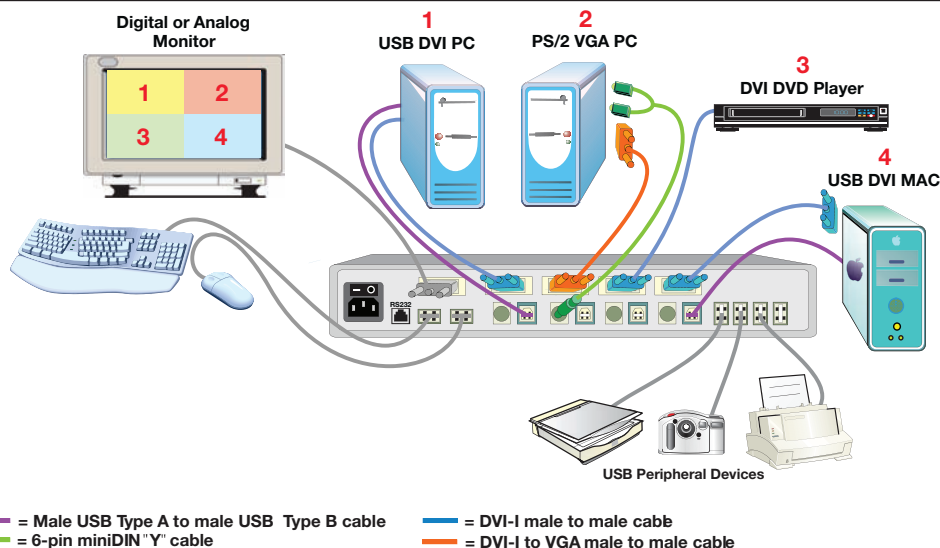 Digital or Analog
Monitor
1
USB DVI PC
2
PS/2 VGA PC
3
DVI DVD Player
4
USB DVI MAC
1
2
3
4
RS232
USB Peripheral Devices
= Male USB Type A to male USB Type B cable
= DVI-I male to male cable
= 6-pin miniDIN "Y" cable
= DVI-I to VGA male to male cable